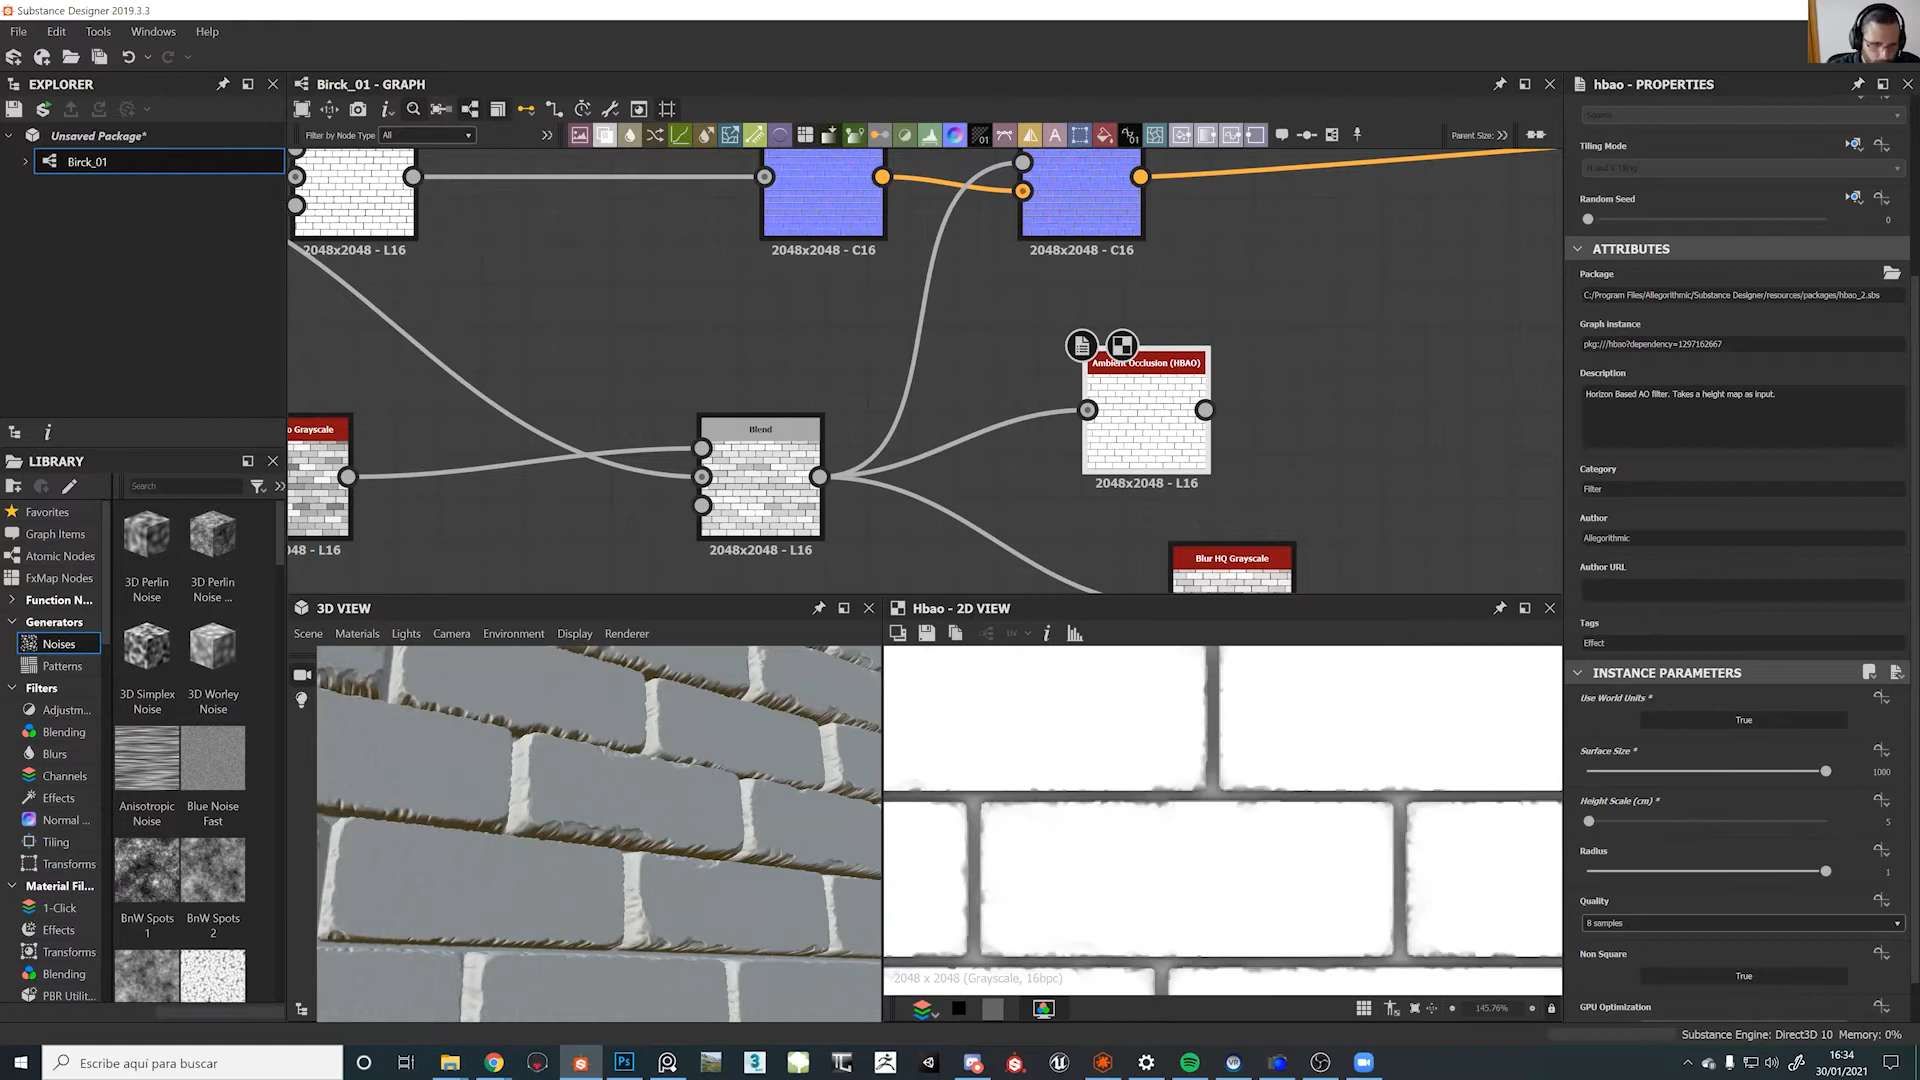 Substance Designer 2019.3.3
File Edit Tools Windows Help
EXPLORER
Unsaved Package*
Birck_01
LIBRARY
Search
Favorites
Graph Items
Atomic Nodes
FxMap Nodes
Function N...
Generators
Noises
Patterns
Filters
Adjustm...
Blending
Blurs
Channels
Effects
Normal ...
Tiling
Transforms
Material Fil...
1-Click
Effects
Transforms
Blending
PBR Utilit...
3D Perlin Noise
3D Perlin Noise ...
3D Simplex Noise
3D Worley Noise
Anisotropic Noise
Blue Noise Fast
BnW Spots 1
BnW Spots 2
Birck_01 - GRAPH
Filter by Node Type All
Parent Size:
2048x2048 - L16
2048x2048 - C16
2048x2048 - C16
Ambient Occlusion (HBAO)
2048x2048 - L16
o Grayscale
048 - L16
Blend
2048x2048 - L16
Blur HQ Grayscale
3D VIEW
Scene Materials Lights Camera Environment Display Renderer
Hbao - 2D VIEW
UV
2048 x 2048 (Grayscale, 16bpc)
145.76%
hbao - PROPERTIES
Square
Tiling Mode
H and V Tiling
Random Seed
0
ATTRIBUTES
Package
C:/Program Files/Allegorithmic/Substance Designer/resources/packages/hbao_2.sbs
Graph instance
pkg:///hbao?dependency=1297162667
Description
Horizon Based AO filter. Takes a height map as input.
Category
Filter
Author
Allegorithmic
Author URL
Tags
Effect
INSTANCE PARAMETERS
Use World Units *
True
Surface Size *
1000
Height Scale (cm) *
5
Radius
1
Quality
8 samples
Non Square
True
GPU Optimization
Substance Engine: Direct3D 10 Memory: 0%
Escribe aquí para buscar
16:34
30/01/2021